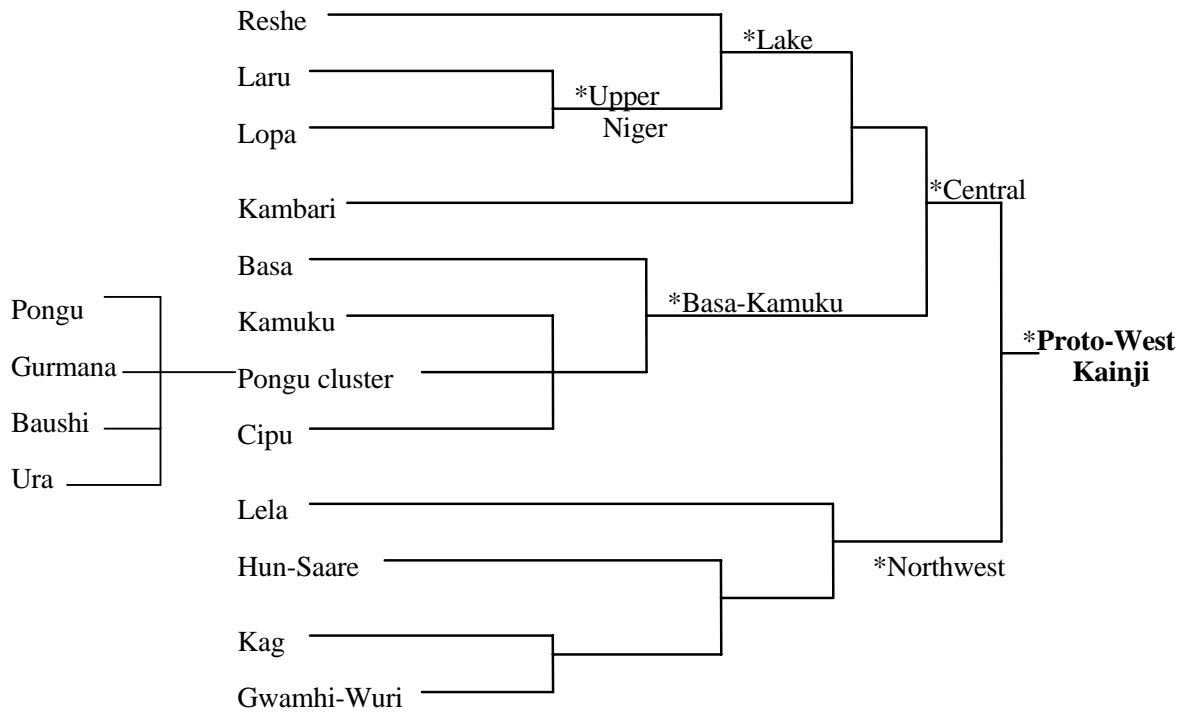 Reshe
*Lake
Laru
*Upper
Niger
Lopa
*Central
Kambari
Basa
*Basa-Kamuku
Pongu
Kamuku
*Proto-West
Kainji
Gurmana
Pongu cluster
Baushi
Cipu
Ura
Lela
Hun-Saare
*Northwest
Kag
Gwamhi-Wuri